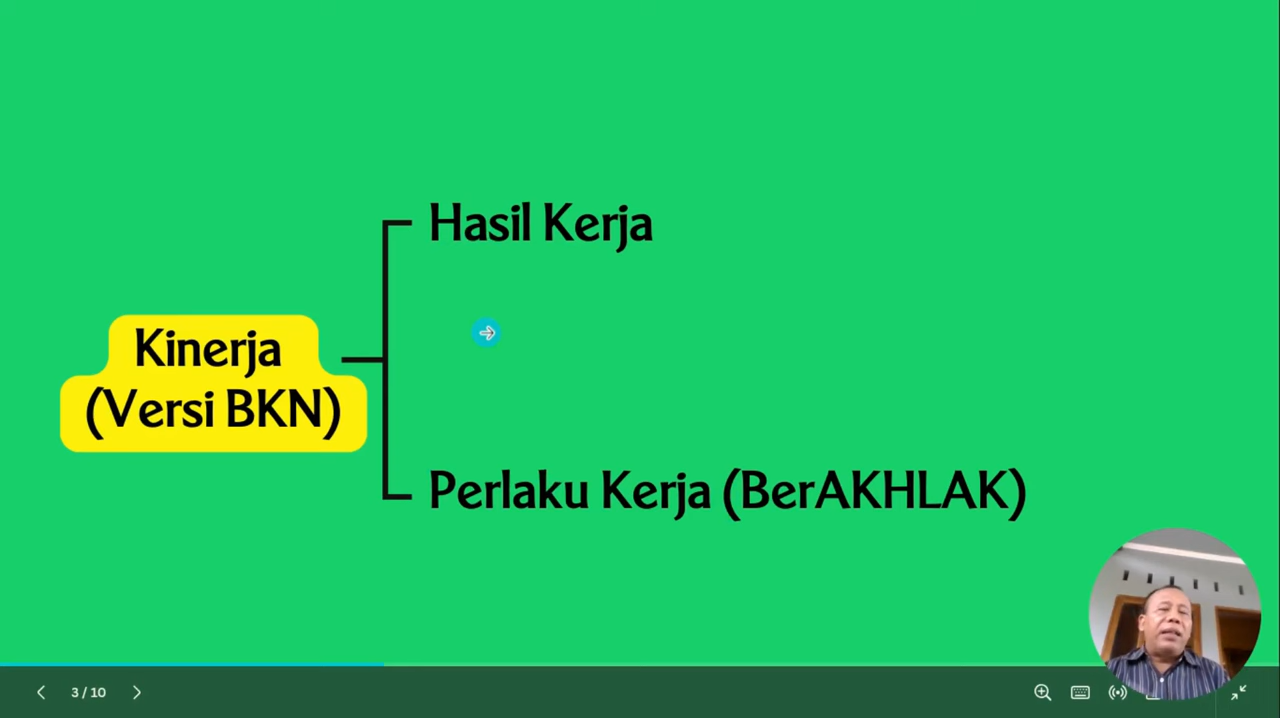 Hasil Kerja
Kinerja
(Versi BKN)
Perlaku Kerja (BerAKHLAK)
3 / 10